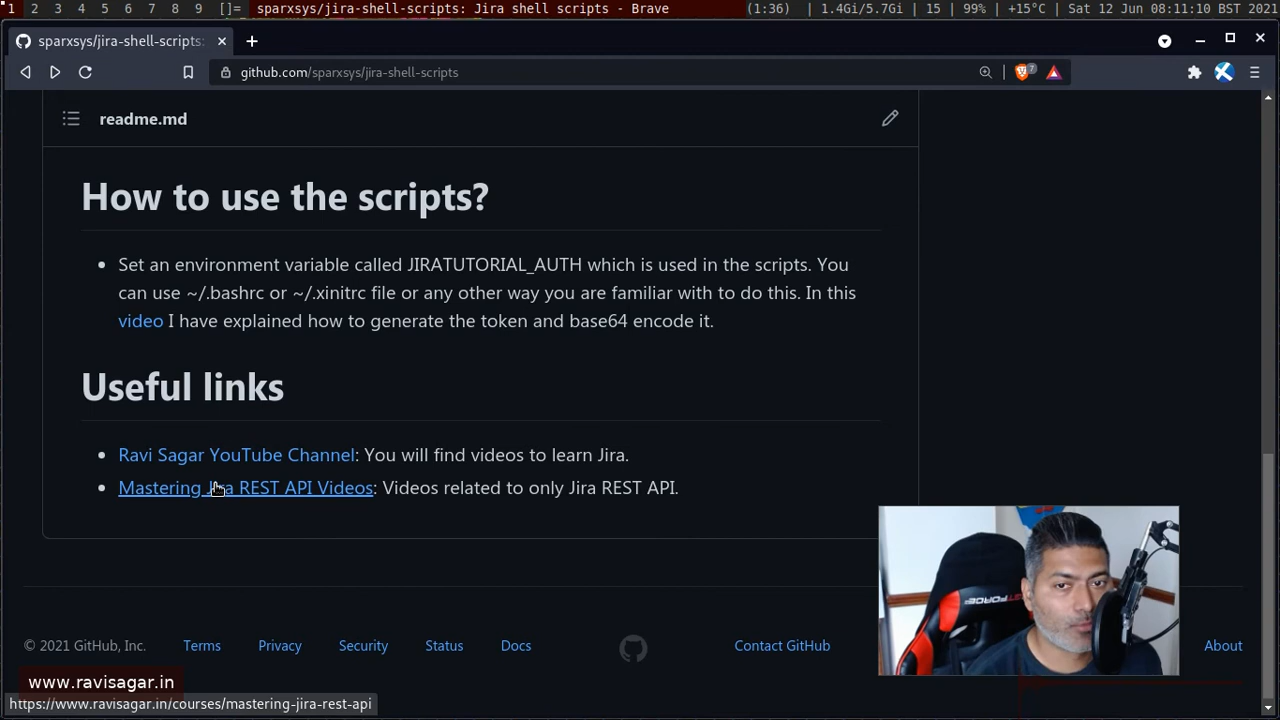 1 2 3 4 5 6 7 8 9 []= sparxsys/jira-shell-scripts: Jira shell scripts - Brave (1:36) | 1.4Gi/5.7Gi | 15 | 99% | +15°C | Sat 12 Jun 08:11:10 BST 2021
sparxsys/jira-shell-scripts:
github.com/sparxsys/jira-shell-scripts 7
readme.md
How to use the scripts?
• Set an environment variable called JIRATUTORIAL_AUTH which is used in the scripts. You
can use ~/.bashrc or ~/.xinitrc file or any other way you are familiar with to do this. In this
video I have explained how to generate the token and base64 encode it.
Useful links
• Ravi Sagar YouTube Channel: You will find videos to learn Jira.
• Mastering Jira REST API Videos: Videos related to only Jira REST API.
© 2021 GitHub, Inc. Terms Privacy Security Status Docs Contact GitHub About
www.ravisagar.in
https://www.ravisagar.in/courses/mastering-jira-rest-api